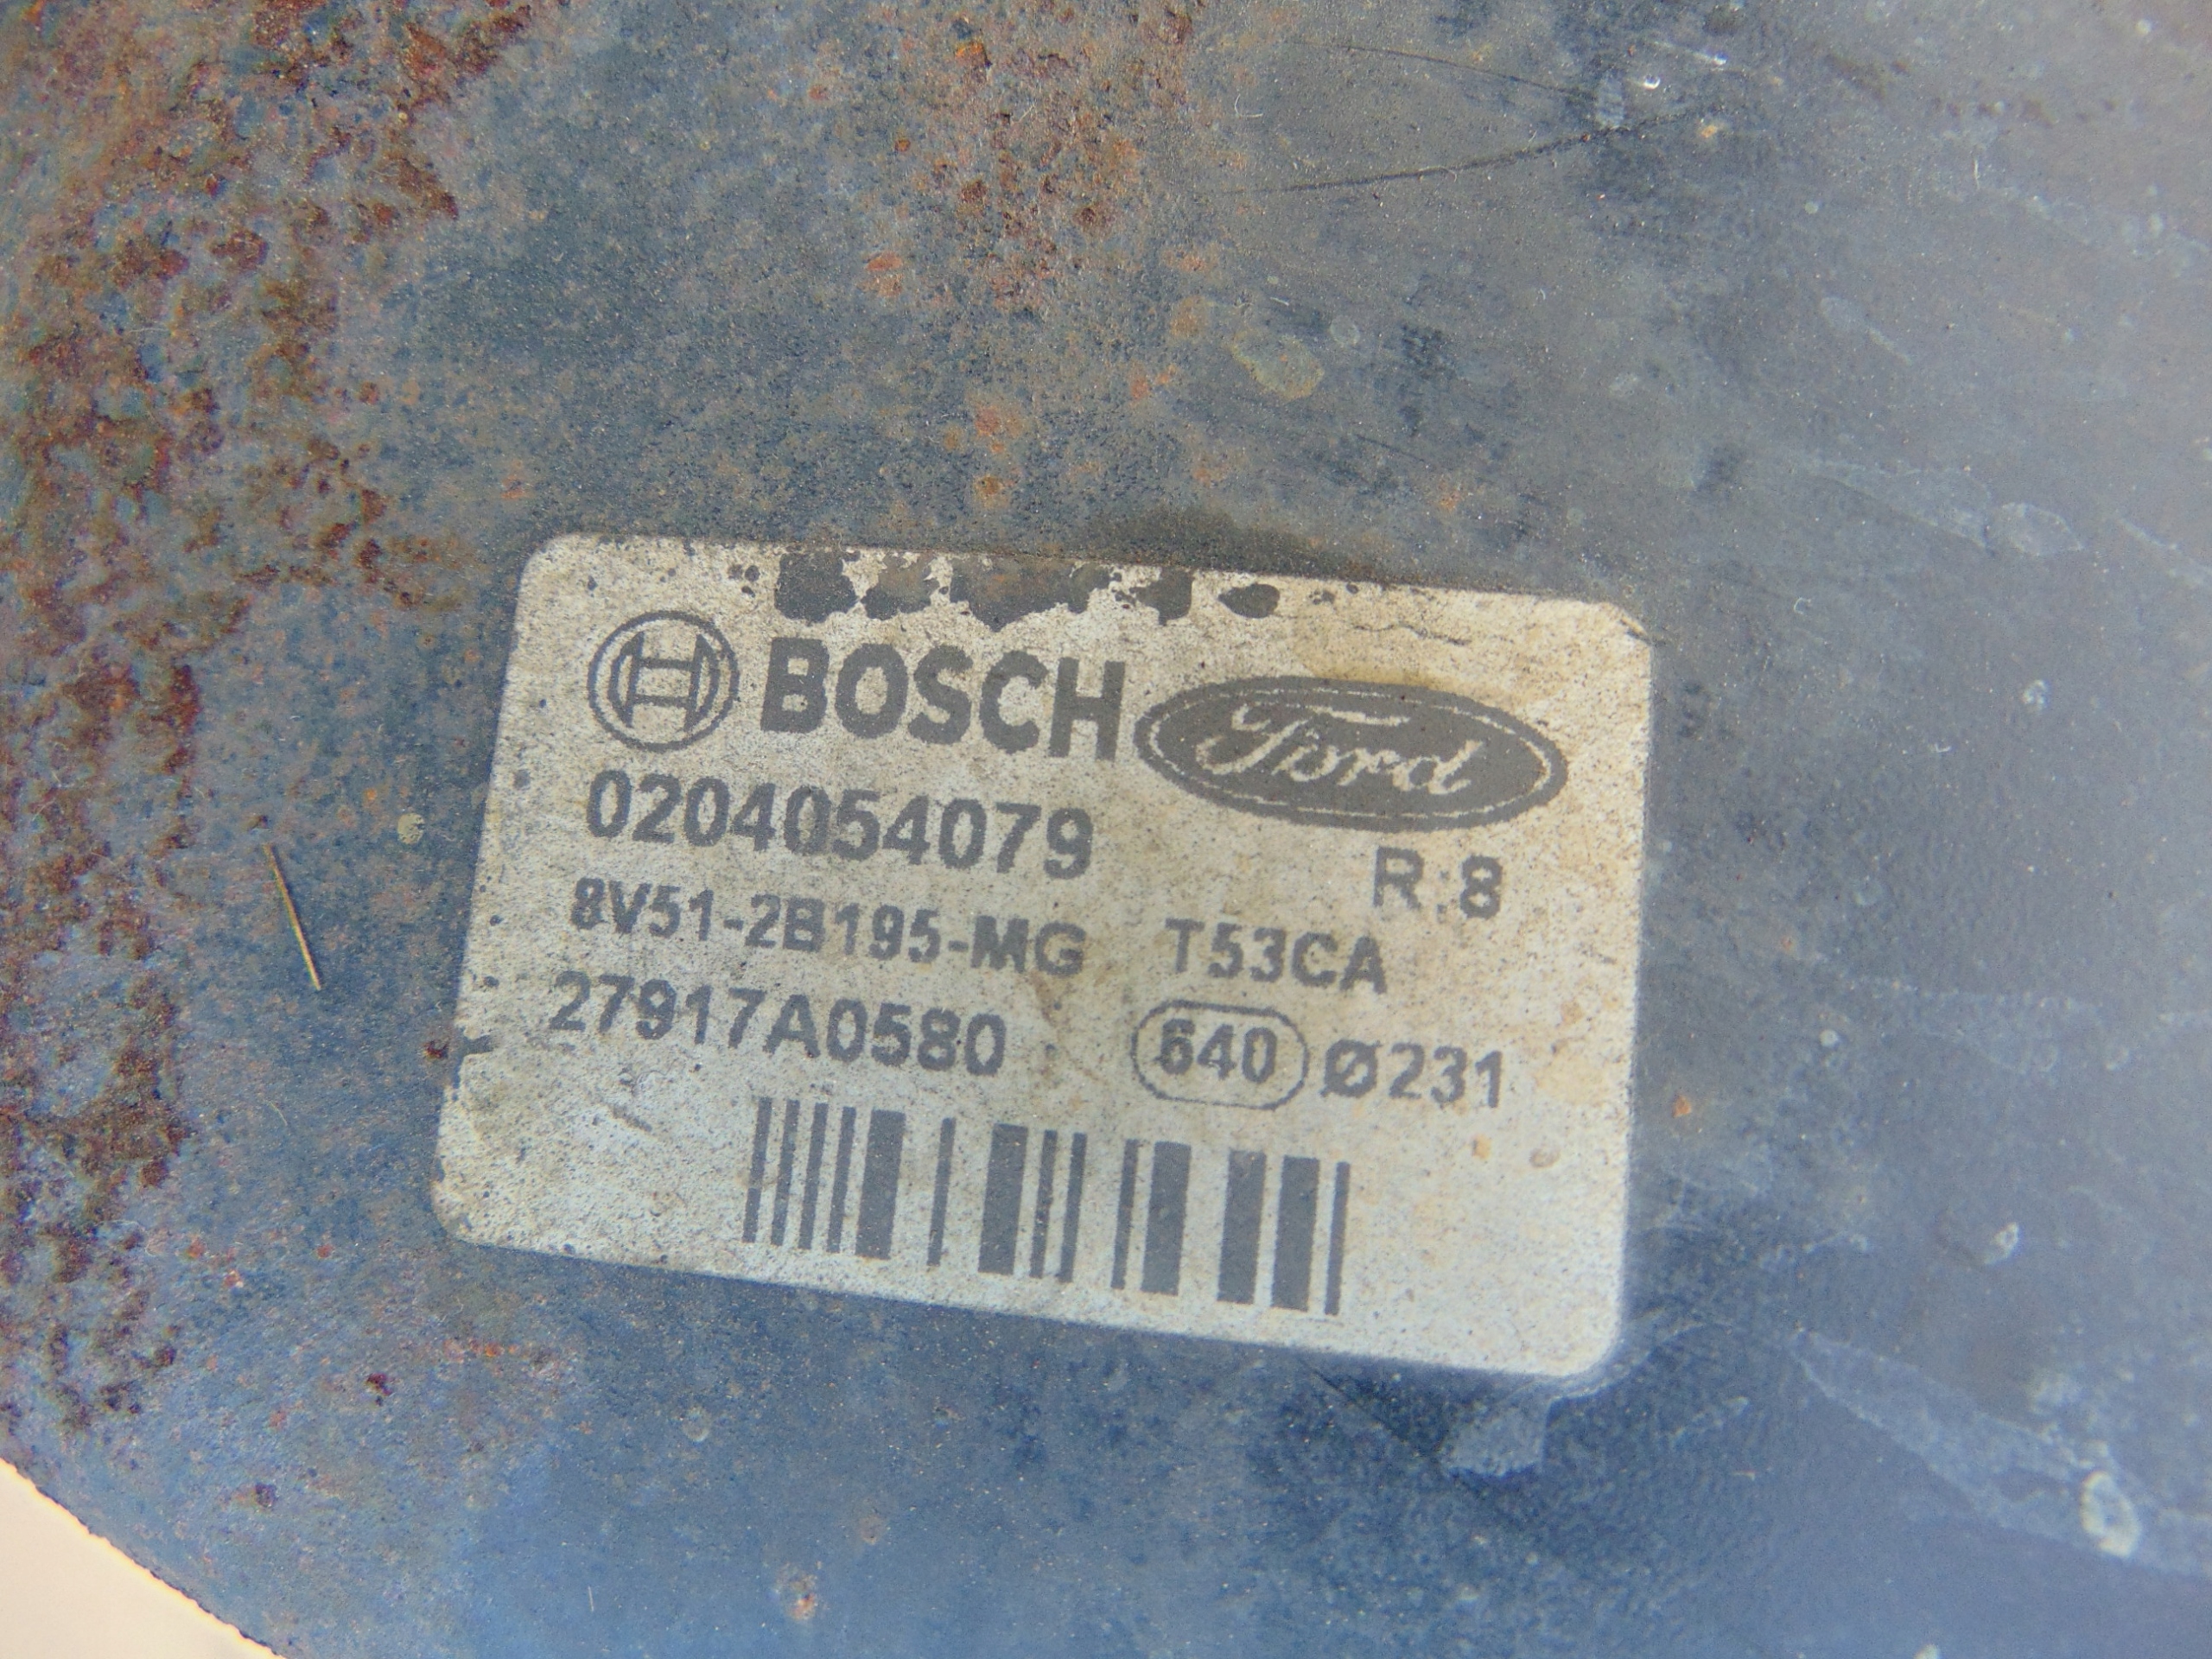 BOSCH Ford
0204054079 R:8
8V51-2B195-MG T53CA
27917A0580 640 Ø231